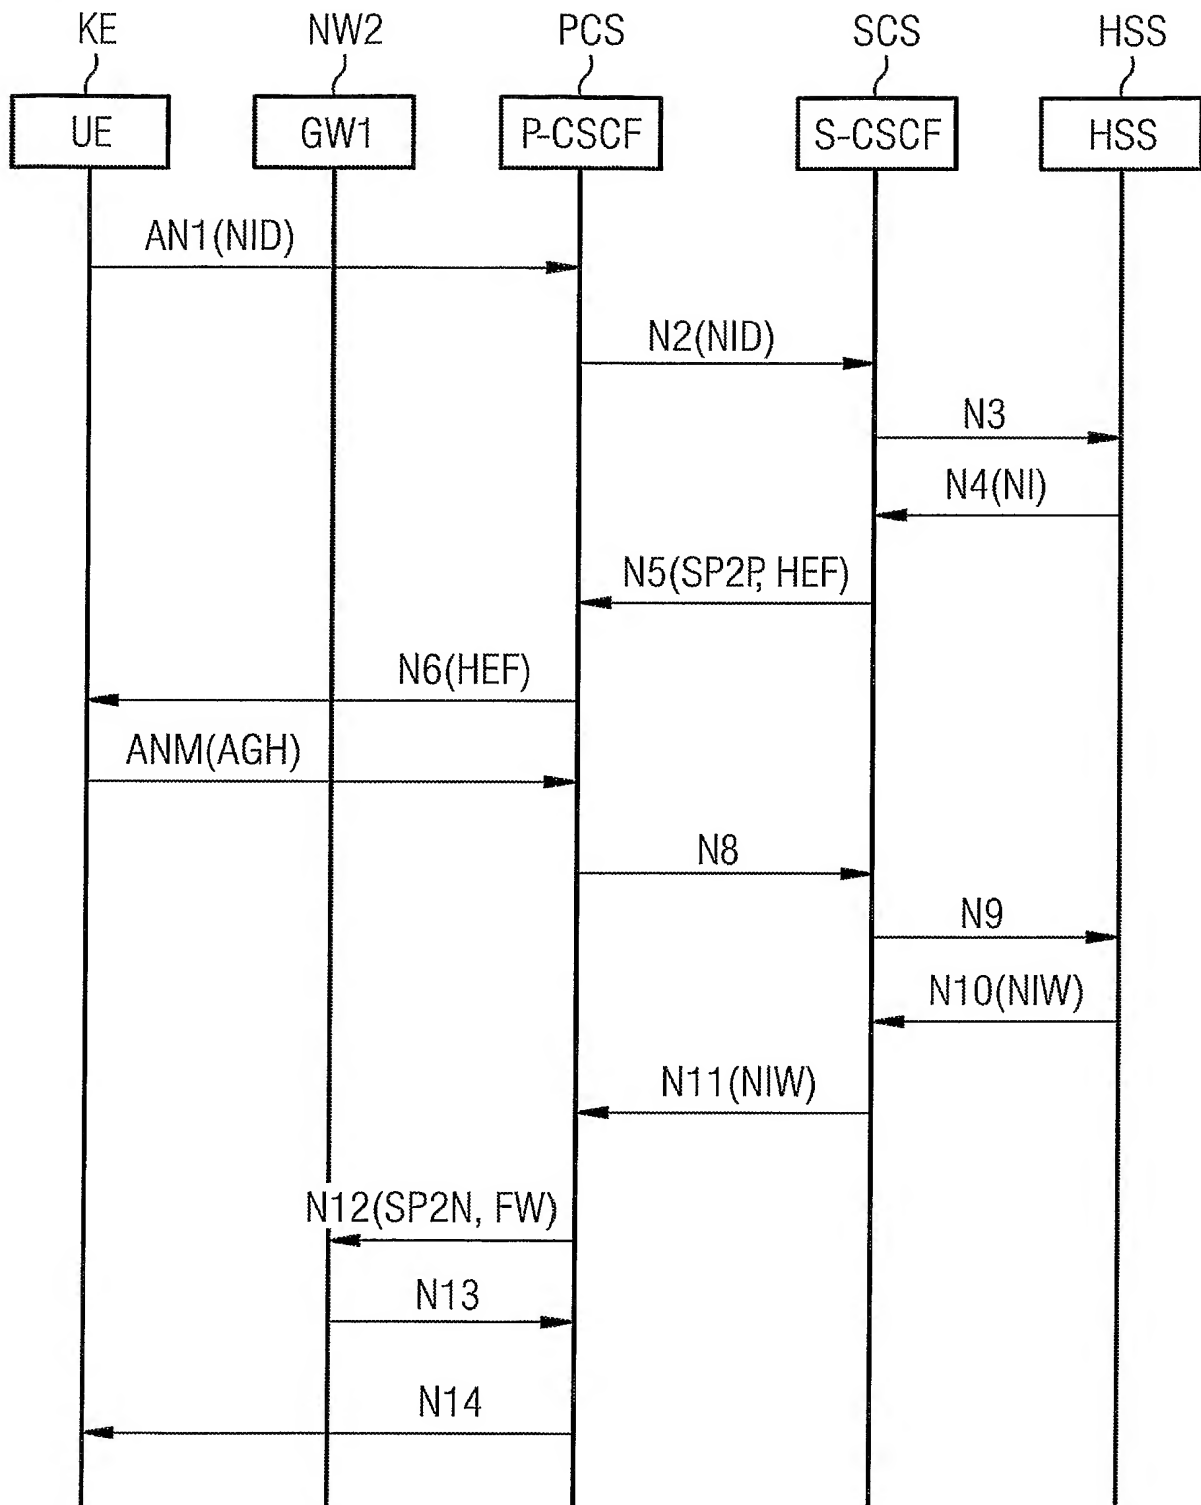 KE NW2 PCS SCS HSS
UE GW1 P-CSCF S-CSCF HSS
AN1(NID)
N2(NID)
N3
N4(NI)
N5(SP2P, HEF)
N6(HEF)
ANM(AGH)
N8
N9
N10(NIW)
N11(NIW)
N12(SP2N, FW)
N13
N14